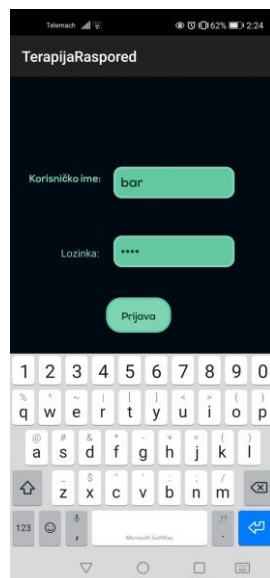 Telemach 62% 2:24
TerapijaRaspored
Korisničko ime: bar
Lozinka: ••••
Prijava
1 2 3 4 5 6 7 8 9 0
% ^ ~ | [ ] < > { }
q w e r t y u i o p
@ # & * - + = ( )
a s d f g h j k l
_ $ " ' : ; /
z x c v b n m
123 , Microsoft SwiftKey . ,!?